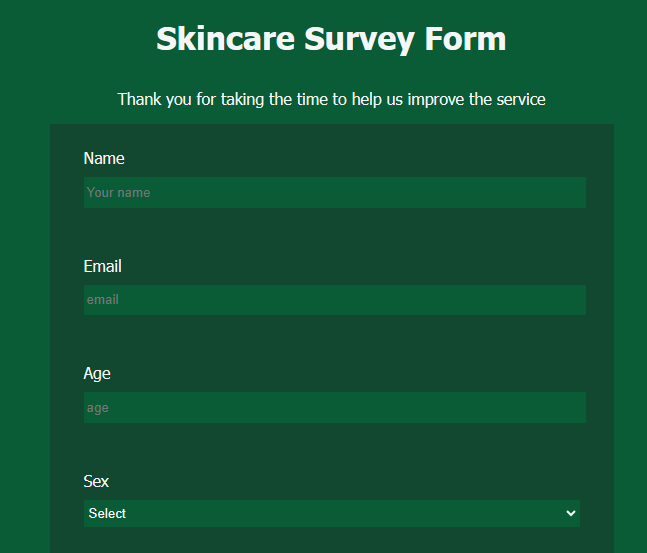 Skincare Survey Form
Thank you for taking the time to help us improve the service
Name
Your name
Email
email
Age
age
Sex
Select